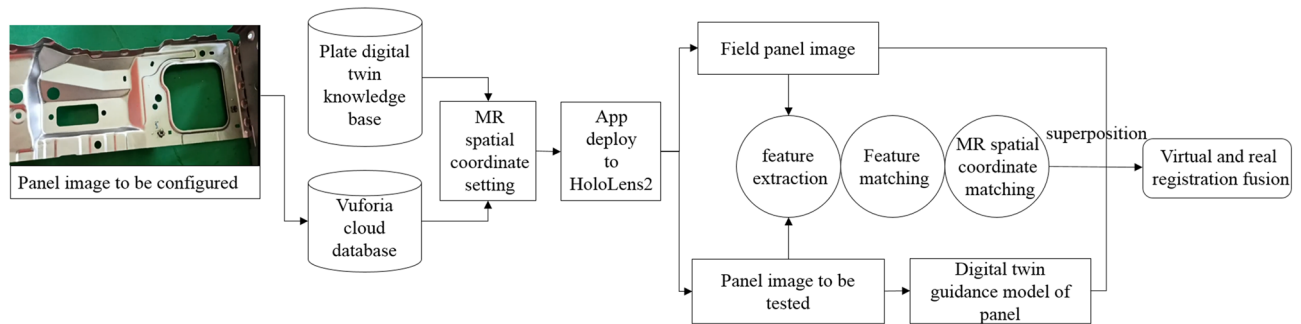 Panel image to be configured
Plate digital
twin
knowledge
base
Vuforia
cloud
database
MR
spatial
coordinate
setting
App
deploy
to
HoloLens2
Field panel image
feature
extraction
Feature
matching
MR spatial
coordinate
matching
superposition
Virtual and real
registration fusion
Panel image to be
tested
Digital twin
guidance model of
panel